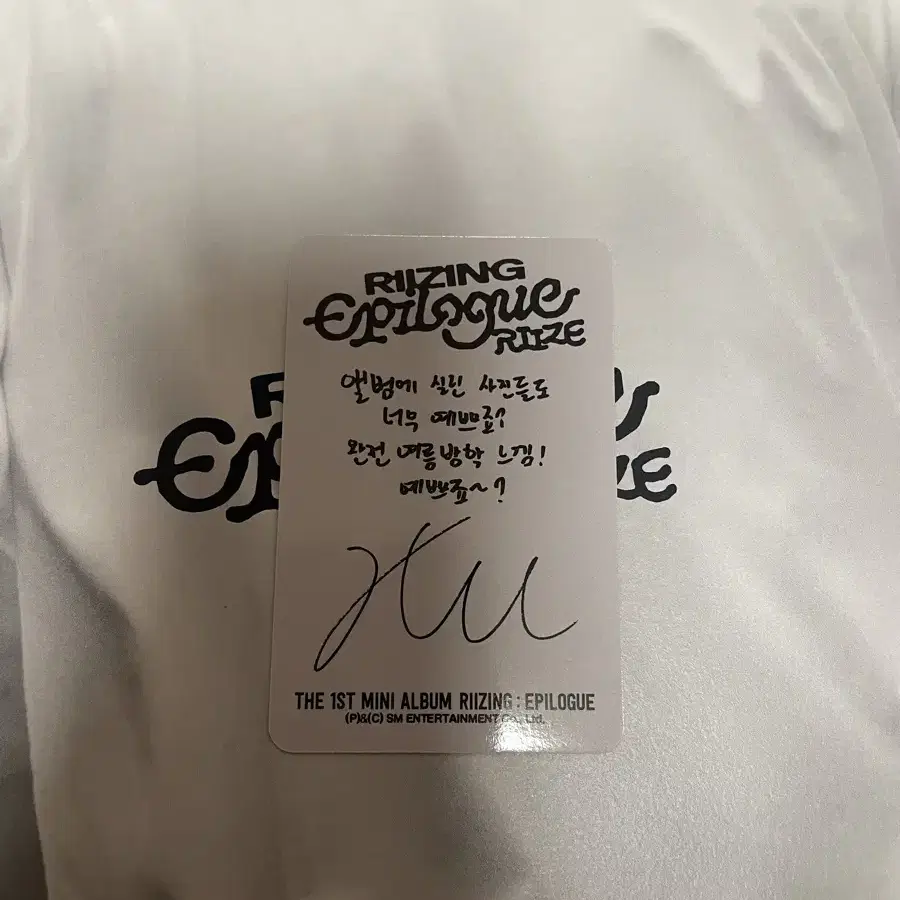 RIIZING
Epilogue
RIIZE
앨범에 실린 사진들도
너무 예쁘죠?
완전 여름방학 느낌!
예쁘죠~?
THE 1ST MINI ALBUM RIIZING : EPILOGUE
(P)&(C) SM ENTERTAINMENT Co., Ltd.